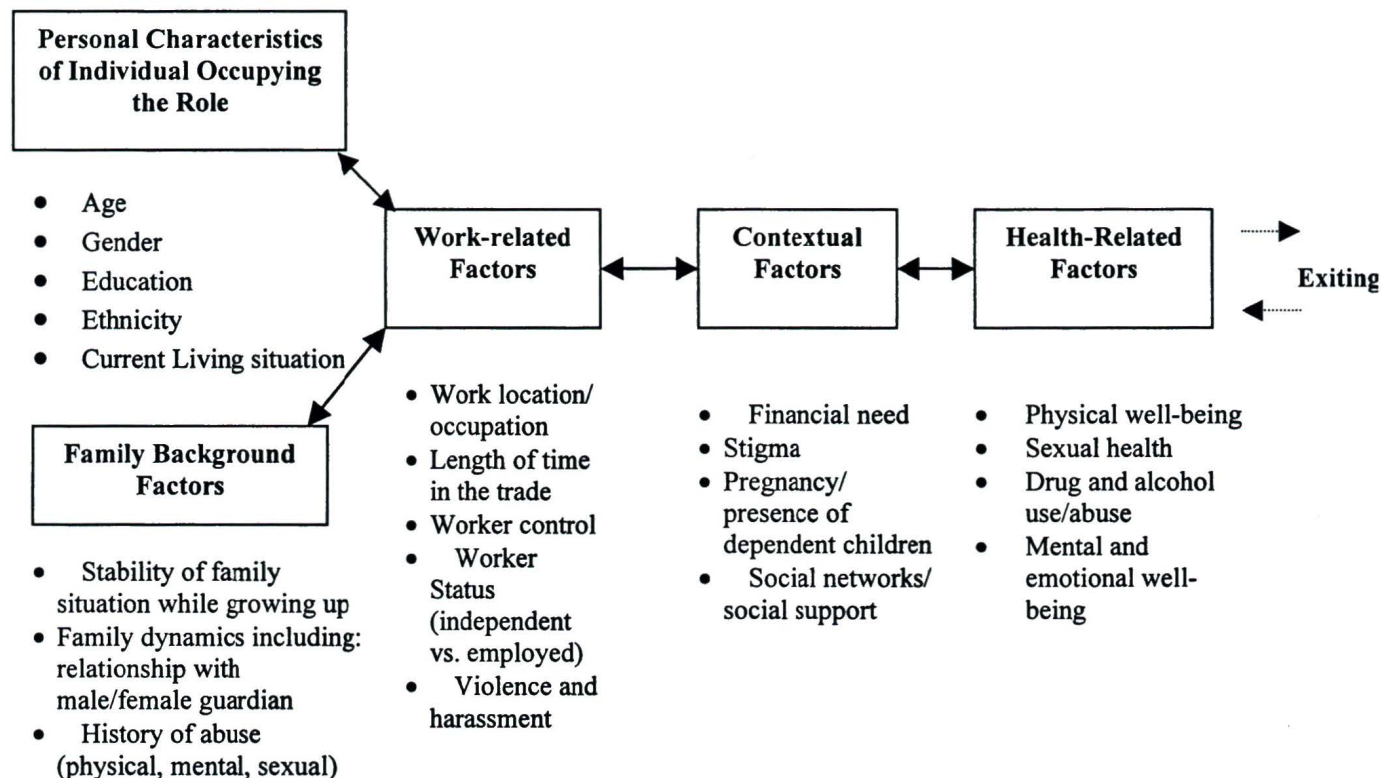 Personal Characteristics
of Individual Occupying
the Role
• Age
• Gender
• Education
• Ethnicity
• Current Living situation
Family Background
Factors
• Stability of family
situation while growing up
• Family dynamics including:
relationship with
male/female guardian
• History of abuse
(physical, mental, sexual)
Work-related
Factors
• Work location/
occupation
• Length of time
in the trade
• Worker control
• Worker
Status
(independent
vs. employed)
• Violence and
harassment
Contextual
Factors
• Financial need
• Stigma
• Pregnancy/
presence of
dependent children
• Social networks/
social support
Health-Related
Factors
• Physical well-being
• Sexual health
• Drug and alcohol
use/abuse
• Mental and
emotional well-
being
Exiting